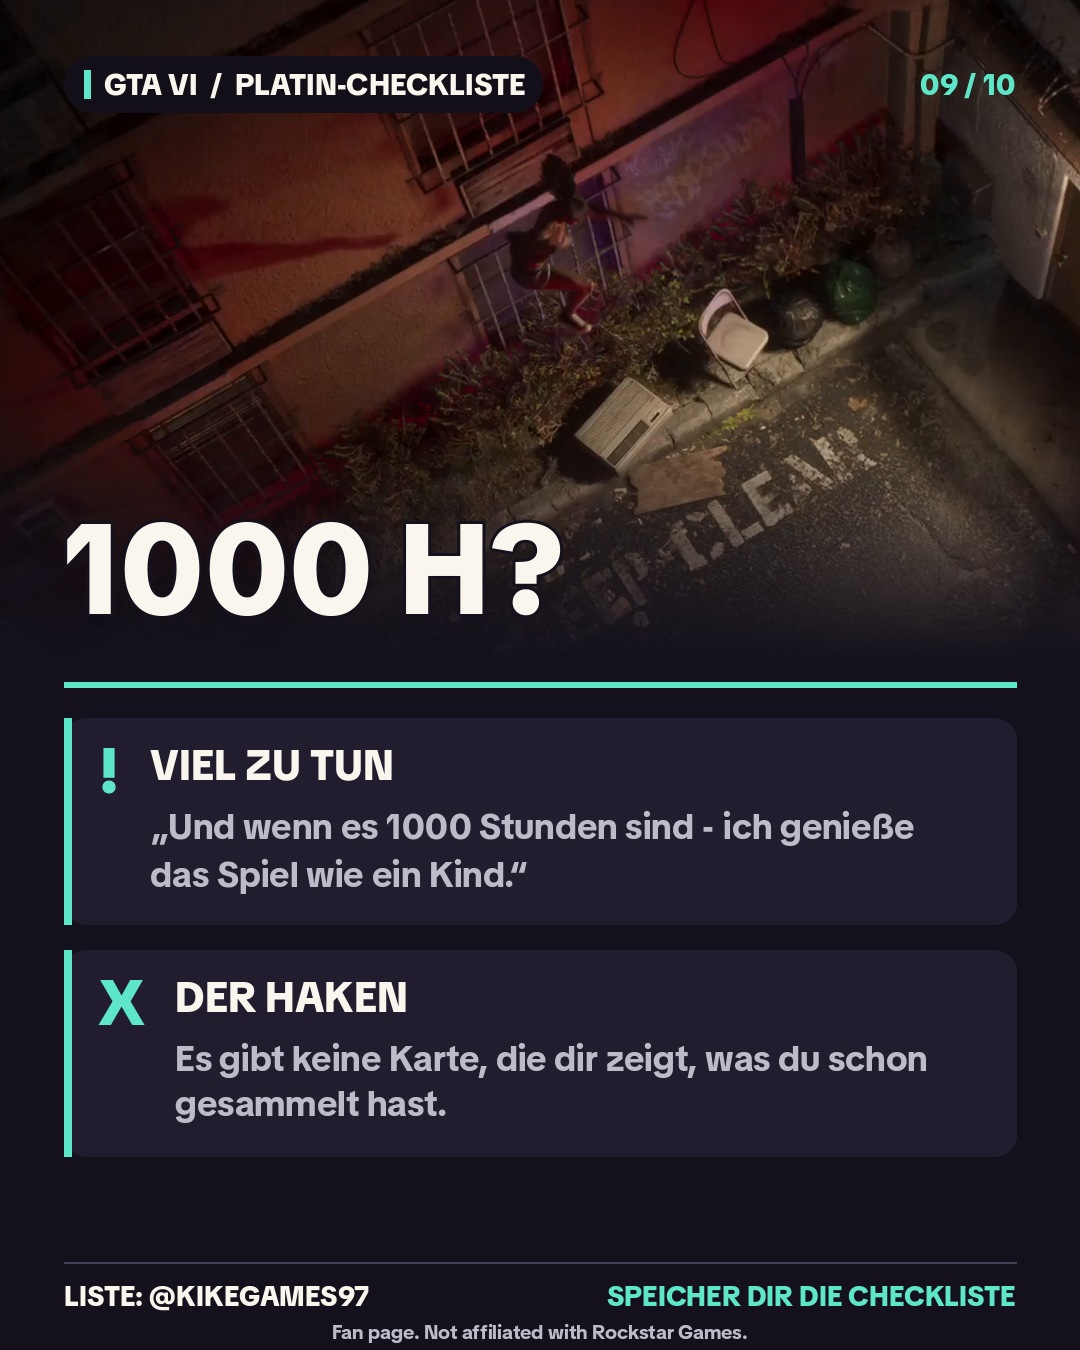 GTA VI / PLATIN-CHECKLISTE
09 / 10
KEEP CLEAR
1000 H?
! VIEL ZU TUN
„Und wenn es 1000 Stunden sind - ich genieße
das Spiel wie ein Kind.“
X DER HAKEN
Es gibt keine Karte, die dir zeigt, was du schon
gesammelt hast.
LISTE: @KIKEGAMES97
SPEICHER DIR DIE CHECKLISTE
Fan page. Not affiliated with Rockstar Games.